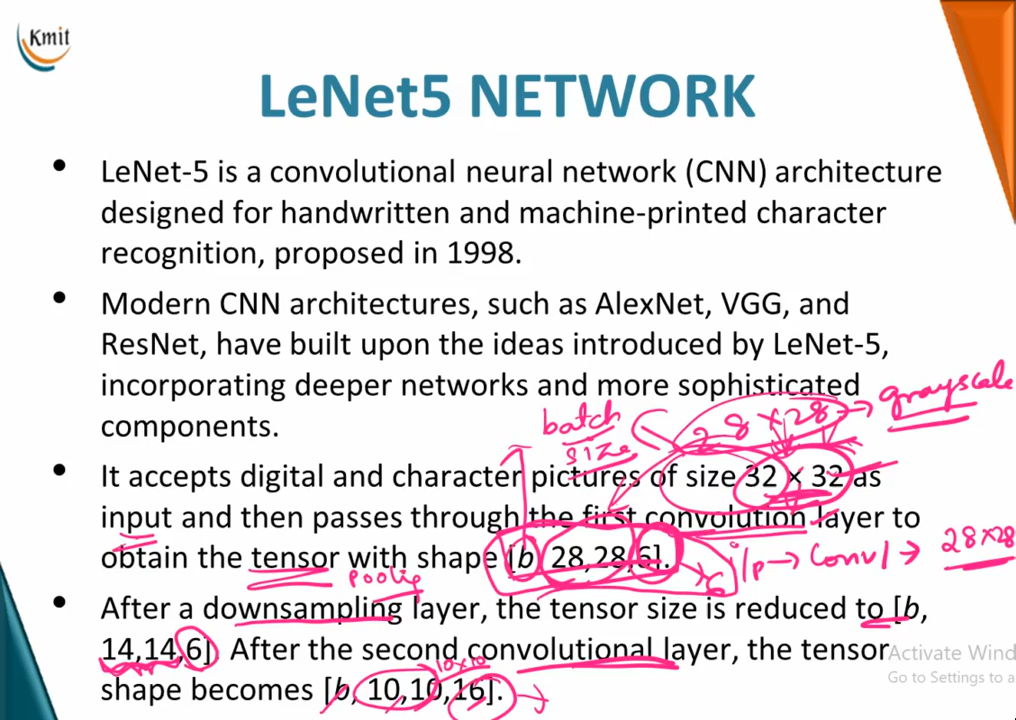 Kmit
LeNet5 NETWORK
• LeNet-5 is a convolutional neural network (CNN) architecture
designed for handwritten and machine-printed character
recognition, proposed in 1998.
• Modern CNN architectures, such as AlexNet, VGG, and
ResNet, have built upon the ideas introduced by LeNet-5,
incorporating deeper networks and more sophisticated
components.
batch
size
28 × 28 → grayscale
• It accepts digital and character pictures of size 32 × 32 as
input and then passes through the first convolution layer to
obtain the tensor with shape [b, 28,28,6].
6
i/p → Conv1 → 28×28
pooling
• After a downsampling layer, the tensor size is reduced to [b,
14,14,6]. After the second convolutional layer, the tensor
10×10
shape becomes [b, 10,10,16].
Activate Wind
Go to Settings to a